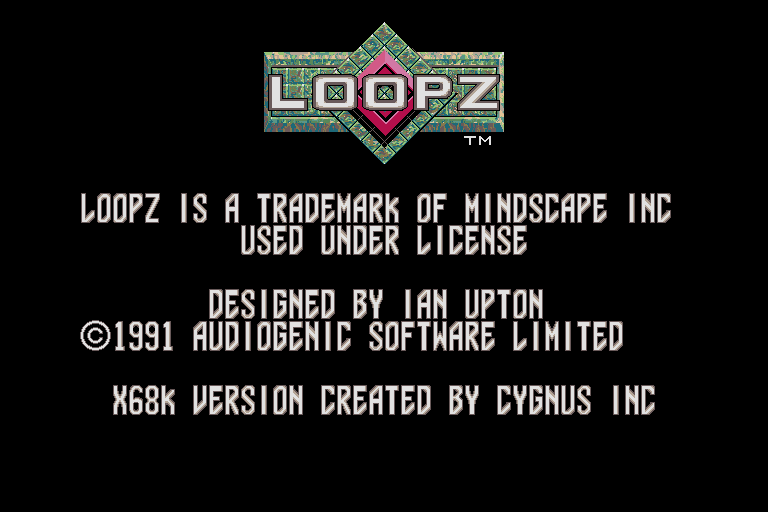 LOOPZ
TM
LOOPZ IS A TRADEMARK OF MINDSCAPE INC
USED UNDER LICENSE
DESIGNED BY IAN UPTON
©1991 AUDIOGENIC SOFTWARE LIMITED
X68K VERSION CREATED BY CYGNUS INC